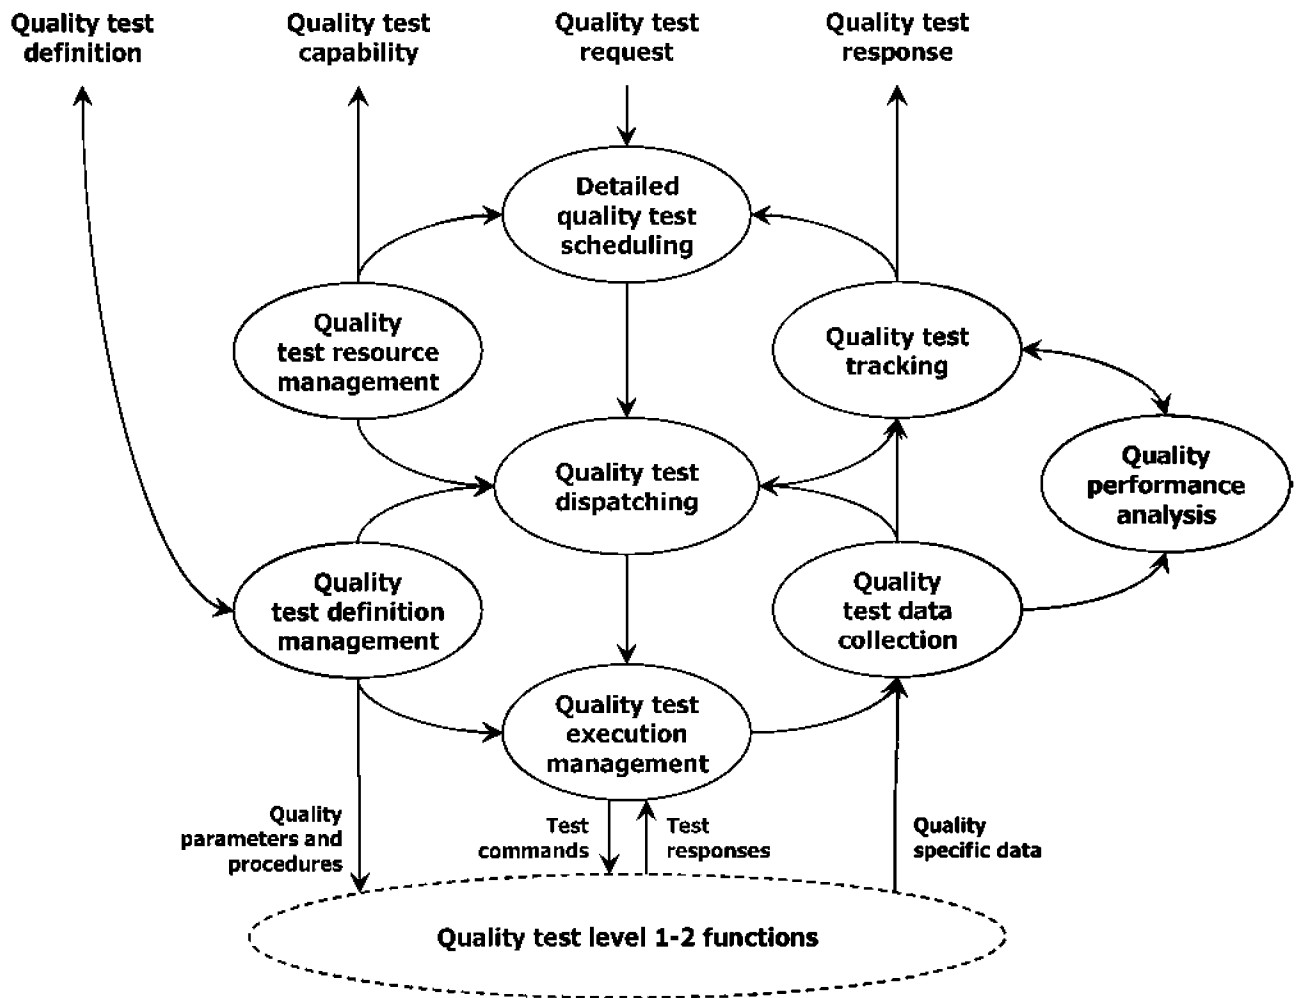 Quality test
definition
Quality test
capability
Quality test
request
Quality test
response
Detailed
quality test
scheduling
Quality
test resource
management
Quality test
tracking
Quality test
dispatching
Quality
performance
analysis
Quality
test definition
management
Quality
test data
collection
Quality test
execution
management
Quality
parameters and
procedures
Test
commands
Test
responses
Quality
specific data
Quality test level 1-2 functions